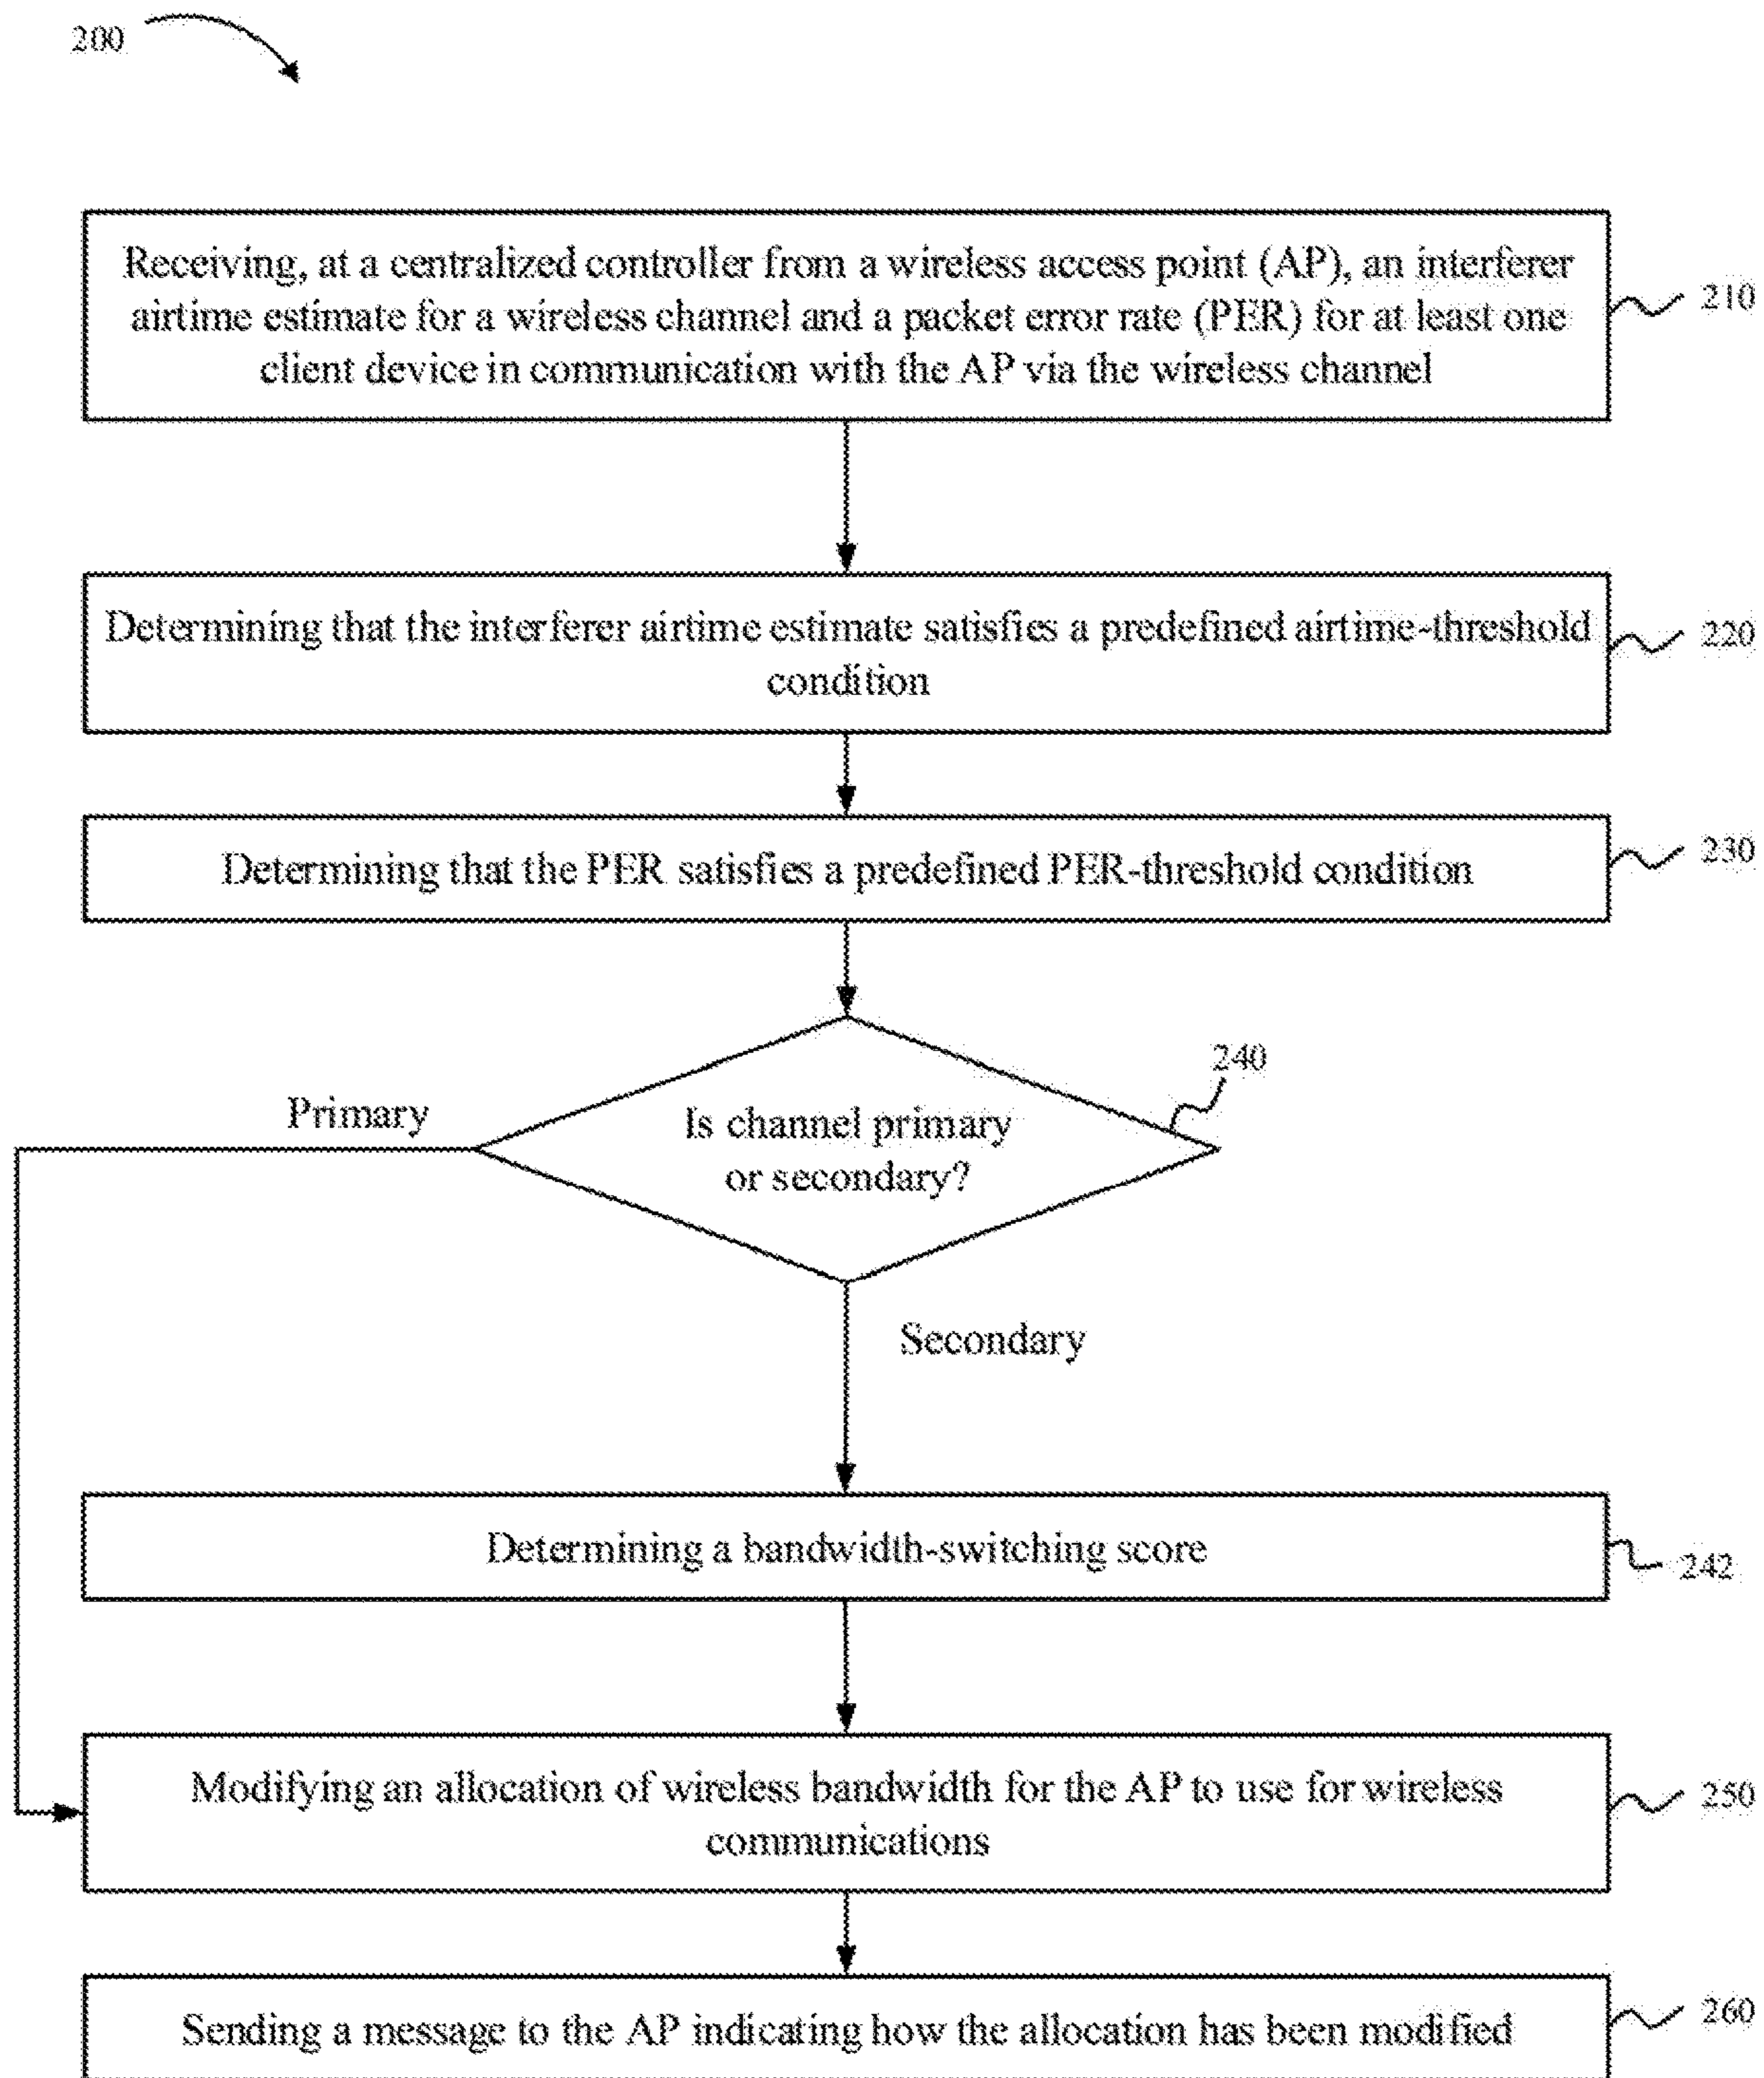 200
Receiving, at a centralized controller from a wireless access point (AP), an interferer
airtime estimate for a wireless channel and a packet error rate (PER) for at least one
client device in communication with the AP via the wireless channel
210
Determining that the interferer airtime estimate satisfies a predefined airtime-threshold
condition
220
Determining that the PER satisfies a predefined PER-threshold condition
230
240
Primary
Is channel primary
or secondary?
Secondary
Determining a bandwidth-switching score
242
Modifying an allocation of wireless bandwidth for the AP to use for wireless
communications
250
Sending a message to the AP indicating how the allocation has been modified
260